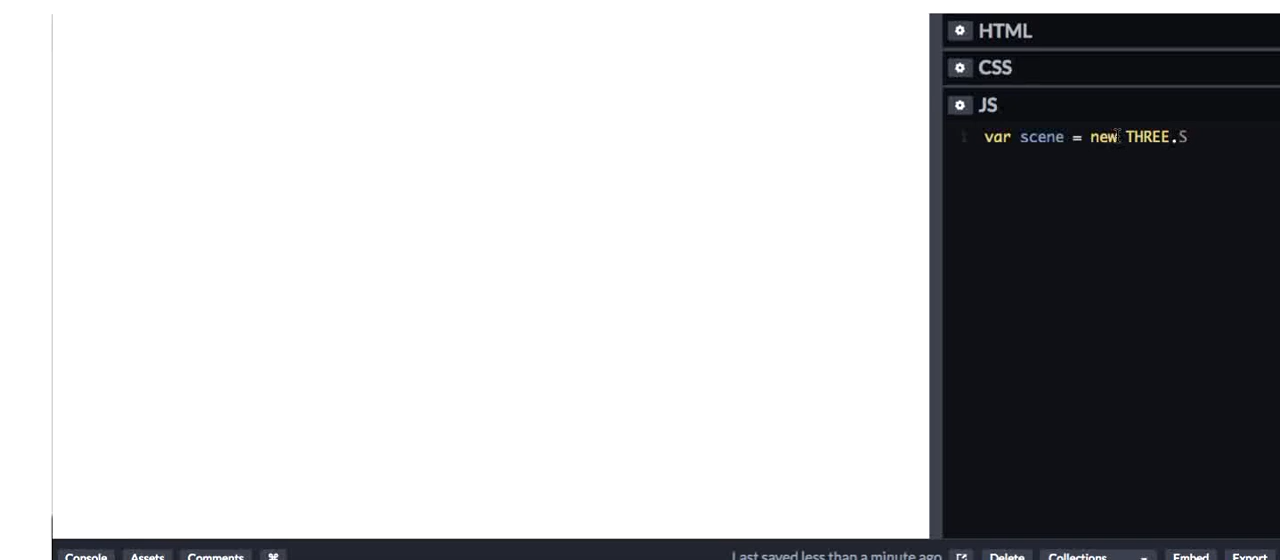 HTML
CSS
JS
1 var scene = new THREE.S
Console Assets Comments ⌘ Last saved less than a minute ago Delete Collections Embed Export